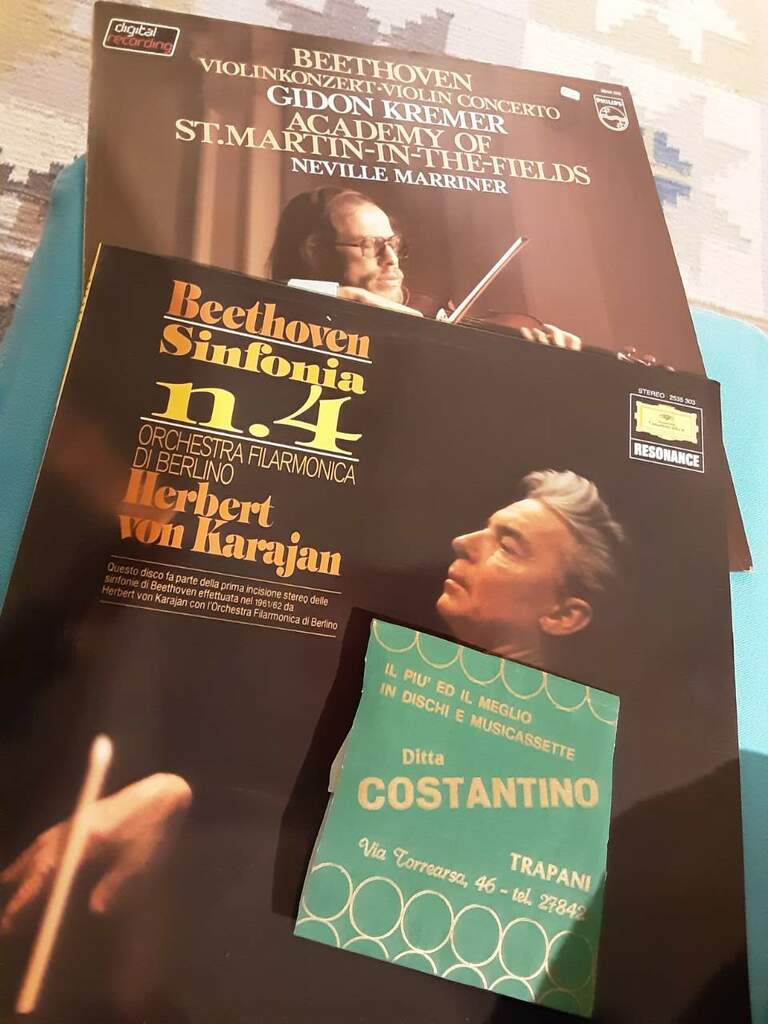 digital
recording
BEETHOVEN
VIOLINKONZERT·VIOLIN CONCERTO
GIDON KREMER
ACADEMY OF
ST.MARTIN-IN-THE-FIELDS
NEVILLE MARRINER
PHILIPS
Beethoven
Sinfonia
n.4
ORCHESTRA FILARMONICA
DI BERLINO
Herbert
von Karajan
Questo disco fa parte della prima incisione stereo delle
sinfonie di Beethoven effettuata nel 1961/62 da
Herbert von Karajan con l'Orchestra Filarmonica di Berlino
STEREO 2535 303
RESONANCE
IL PIU' ED IL MEGLIO
IN DISCHI E MUSICASSETTE
Ditta
COSTANTINO
TRAPANI
Via Torrearsa, 46 - tel. 27842